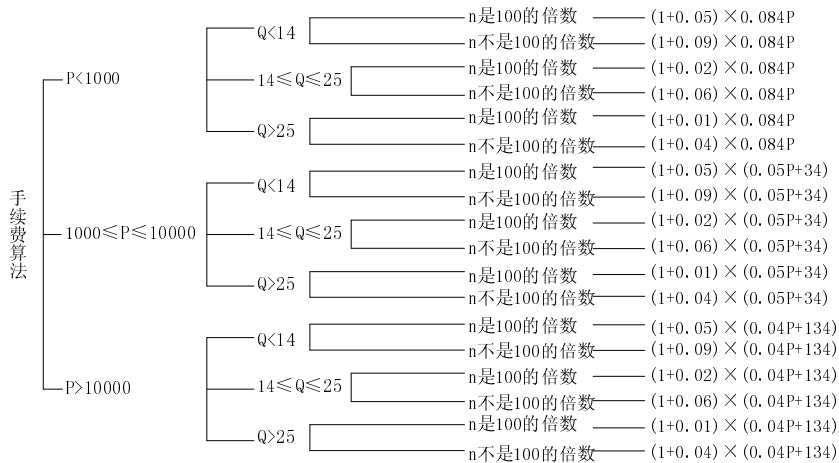 手续费算法
P<1000
Q<14
n是100的倍数 (1+0.05)×0.084P
n不是100的倍数 (1+0.09)×0.084P
14≤Q≤25
n是100的倍数 (1+0.02)×0.084P
n不是100的倍数 (1+0.06)×0.084P
Q>25
n是100的倍数 (1+0.01)×0.084P
n不是100的倍数 (1+0.04)×0.084P
1000≤P≤10000
Q<14
n是100的倍数 (1+0.05)×(0.05P+34)
n不是100的倍数 (1+0.09)×(0.05P+34)
14≤Q≤25
n是100的倍数 (1+0.02)×(0.05P+34)
n不是100的倍数 (1+0.06)×(0.05P+34)
Q>25
n是100的倍数 (1+0.01)×(0.05P+34)
n不是100的倍数 (1+0.04)×(0.05P+34)
P>10000
Q<14
n是100的倍数 (1+0.05)×(0.04P+134)
n不是100的倍数 (1+0.09)×(0.04P+134)
14≤Q≤25
n是100的倍数 (1+0.02)×(0.04P+134)
n不是100的倍数 (1+0.06)×(0.04P+134)
Q>25
n是100的倍数 (1+0.01)×(0.04P+134)
n不是100的倍数 (1+0.04)×(0.04P+134)